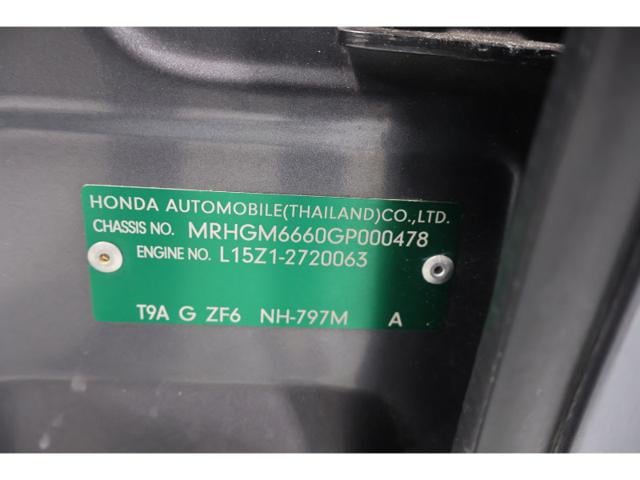 HONDA AUTOMOBILE(THAILAND)CO.,LTD.
CHASSIS NO. MRHGM6660GP000478
ENGINE NO. L15Z1-2720063
T9A G ZF6 NH-797M A